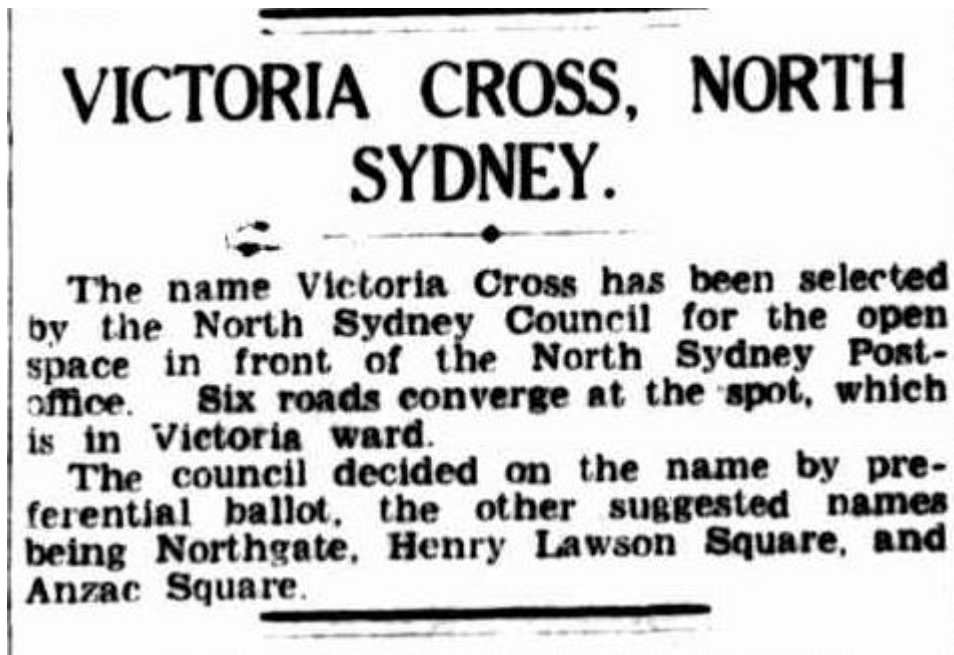 VICTORIA CROSS, NORTH
SYDNEY.
The name Victoria Cross has been selected
by the North Sydney Council for the open
space in front of the North Sydney Post-
office. Six roads converge at the spot, which
is in Victoria ward.
The council decided on the name by pre-
ferential ballot, the other suggested names
being Northgate, Henry Lawson Square, and
Anzac Square.